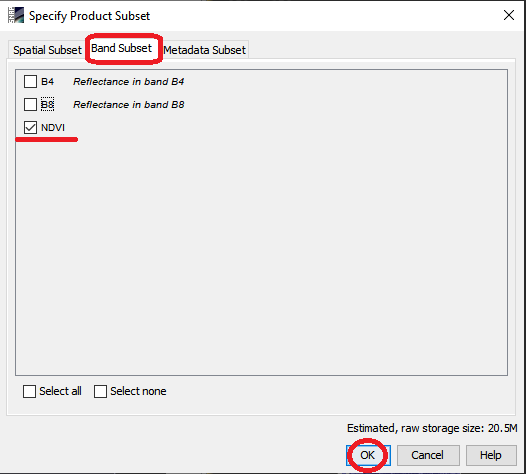 Specify Product Subset
Spatial Subset Band Subset Metadata Subset
B4 Reflectance in band B4
B8 Reflectance in band B8
NDVI
Select all Select none
Estimated, raw storage size: 20.5M
OK Cancel Help